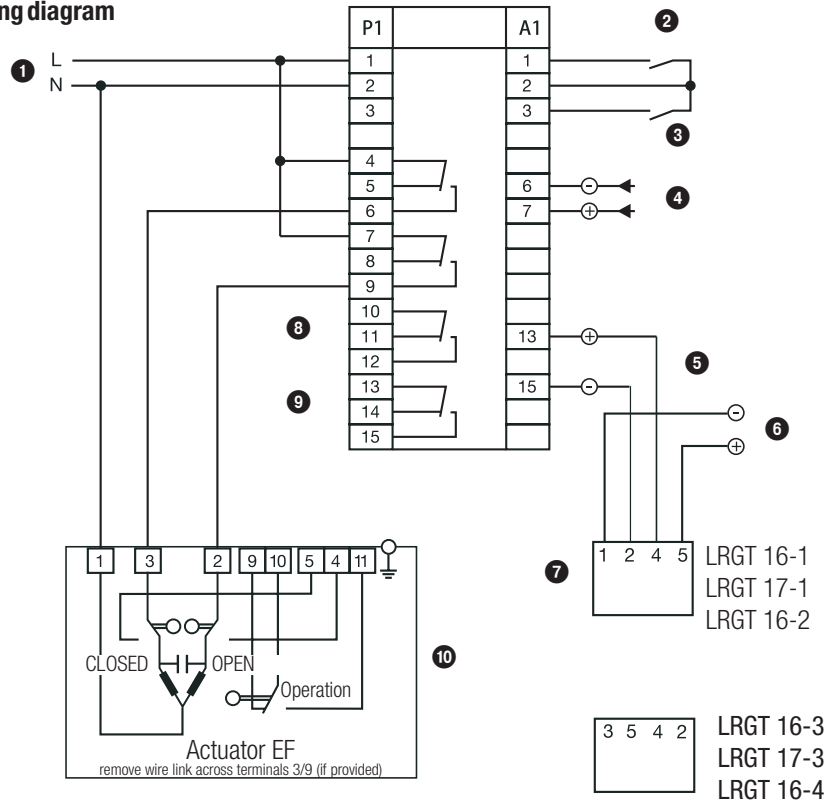 ng diagram
P1
A1
1
2
3
4
5
6
7
8
9
10
11
12
13
14
15
1
2
3
6
7
13
15
L
N
1
2
3
4
-
+
+
-
5
-
+
6
8
9
7
1 2 4 5
LRGT 16-1
LRGT 17-1
LRGT 16-2
1 3 2 9 10 5 4 11
CLOSED
OPEN
Operation
10
Actuator EF
remove wire link across terminals 3/9 (if provided)
3 5 4 2
LRGT 16-3
LRGT 17-3
LRGT 16-4